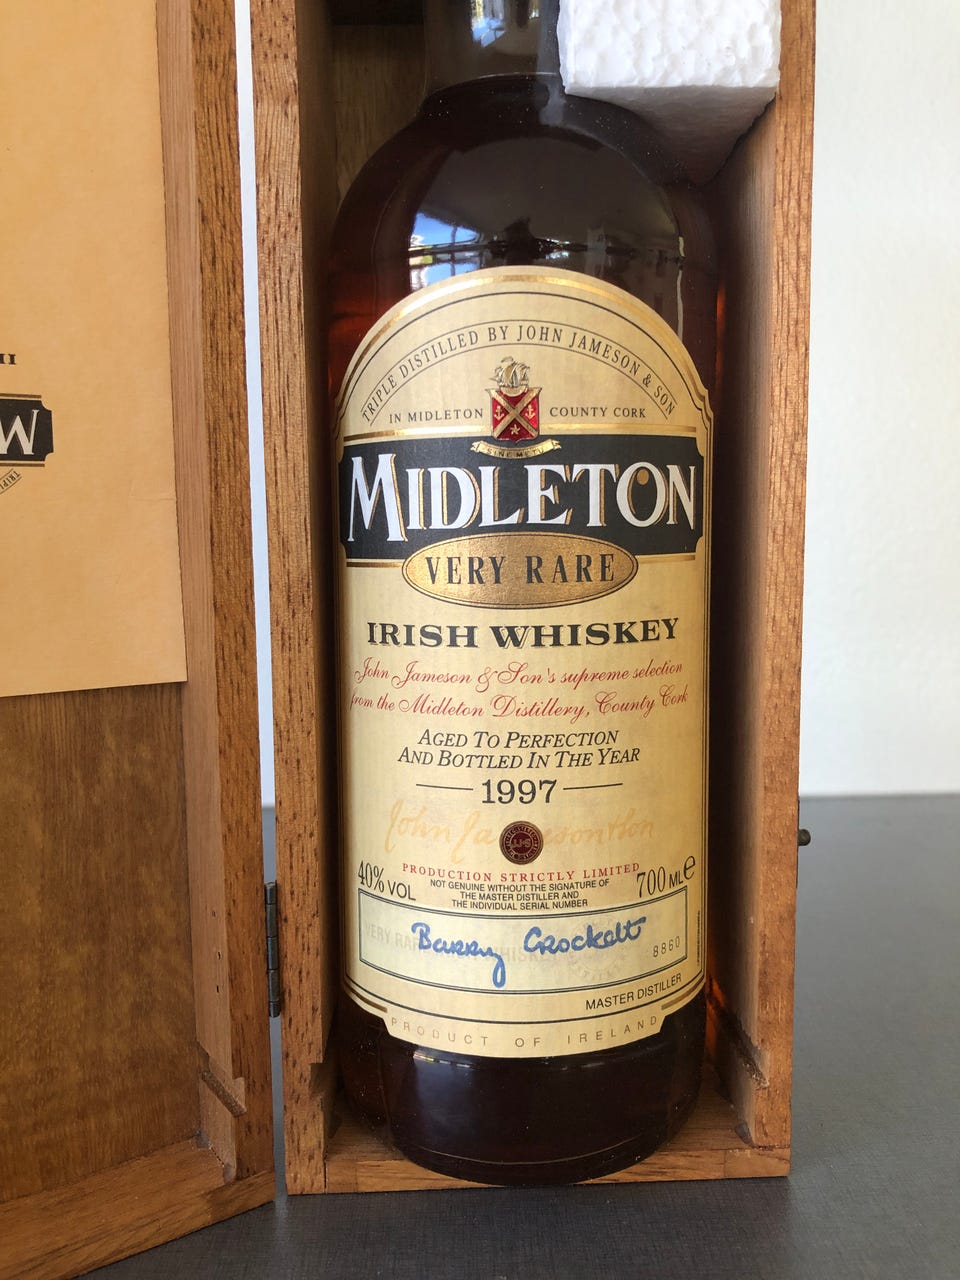 TRIPLE DISTILLED BY JOHN JAMESON & SON
IN MIDLETON COUNTY CORK
SINE METU
MIDLETON
VERY RARE
IRISH WHISKEY
John Jameson & Son's supreme selection
from the Midleton Distillery, County Cork
AGED TO PERFECTION
AND BOTTLED IN THE YEAR
1997
PRODUCTION STRICTLY LIMITED
40% VOL
NOT GENUINE WITHOUT THE SIGNATURE OF
THE MASTER DISTILLER AND
THE INDIVIDUAL SERIAL NUMBER
700 ML e
Barry Crockett
8860
MASTER DISTILLER
PRODUCT OF IRELAND